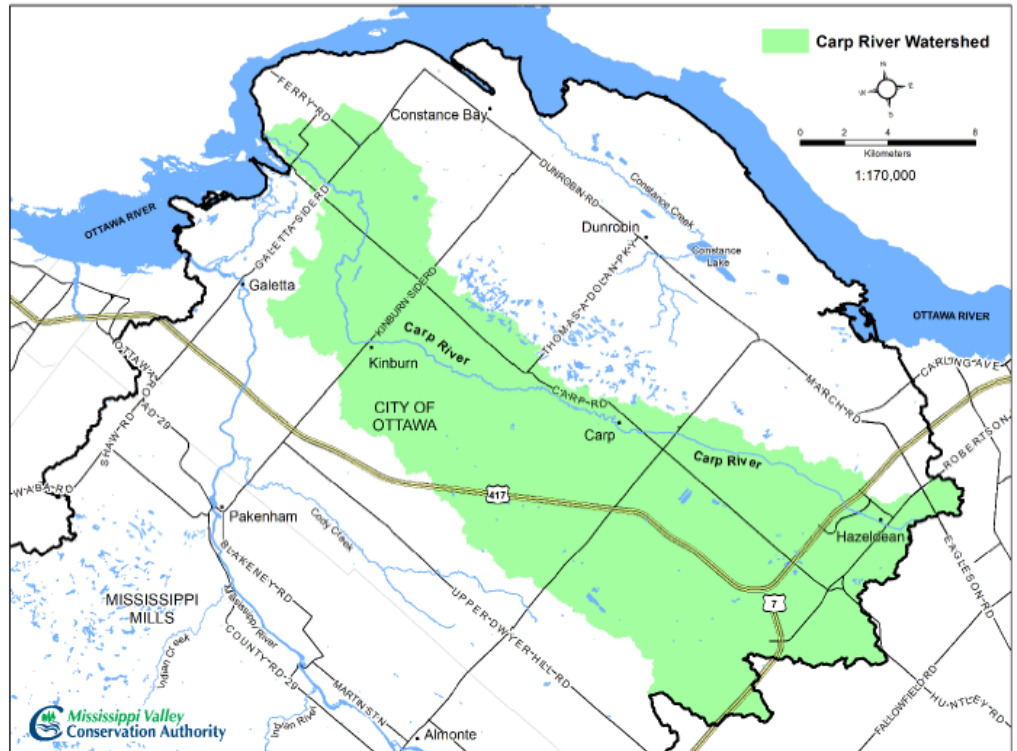 Carp River Watershed
N
W
E
S
0 2 4 8
Kilometers
1:170,000
FERRY RD
Constance Bay
OTTAWA RIVER
GALETTA SIDE RD
DUNROBIN RD
Constance Creek
Dunrobin
Constance
Lake
Galetta
KINBURN SIDERD
THOMAS A DOLAN PKY
OTTAWA RIVER
Carp River
Kinburn
CARP RD
MARCH RD
CARLING AVE
OTTAWA RD 29
CITY OF
OTTAWA
Carp
Carp River
ROBERTSON
SHAW RD
WABA RD
417
Pakenham
Cody Creek
Hazeldean
EAGLESON RD
BLAKENEY RD
UPPER DWYER HILL RD
7
MISSISSIPPI
MILLS
Mississippi River
Indian Creek
COUNTY RD 29
MARTIN ST N
FALLOWFIELD RD
HUNTLEY RD
Indian River
Almonte
Mississippi Valley
Conservation Authority